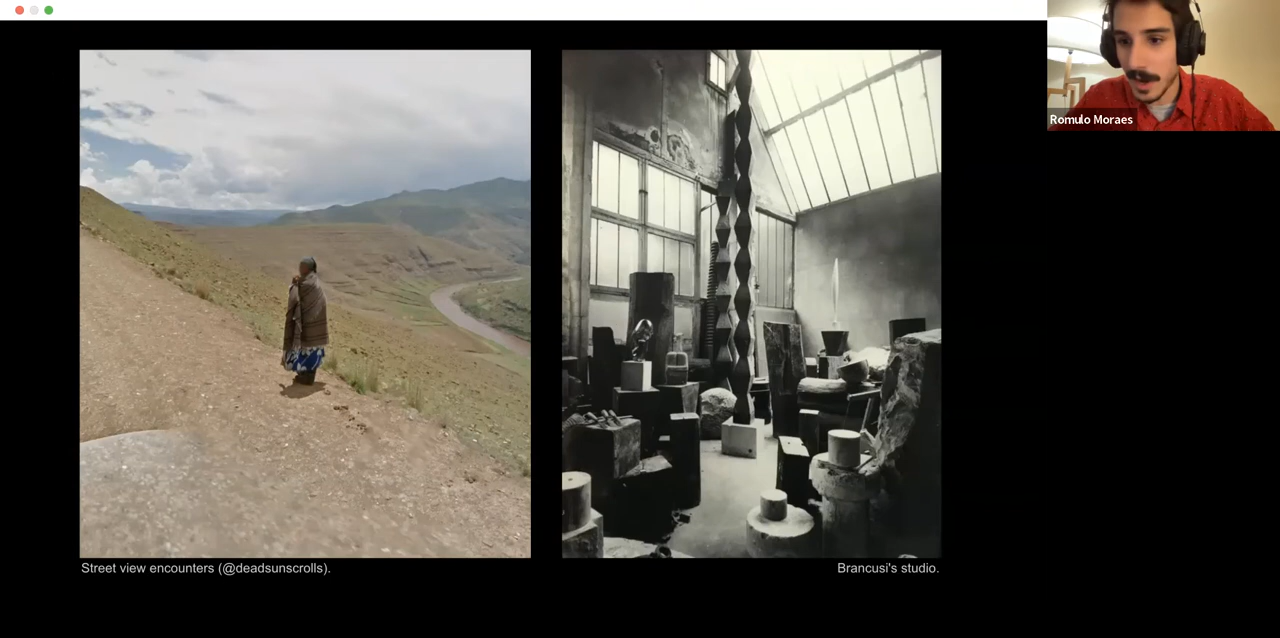 Romulo Moraes
Street view encounters (@deadsunscrolls).
Brancusi's studio.